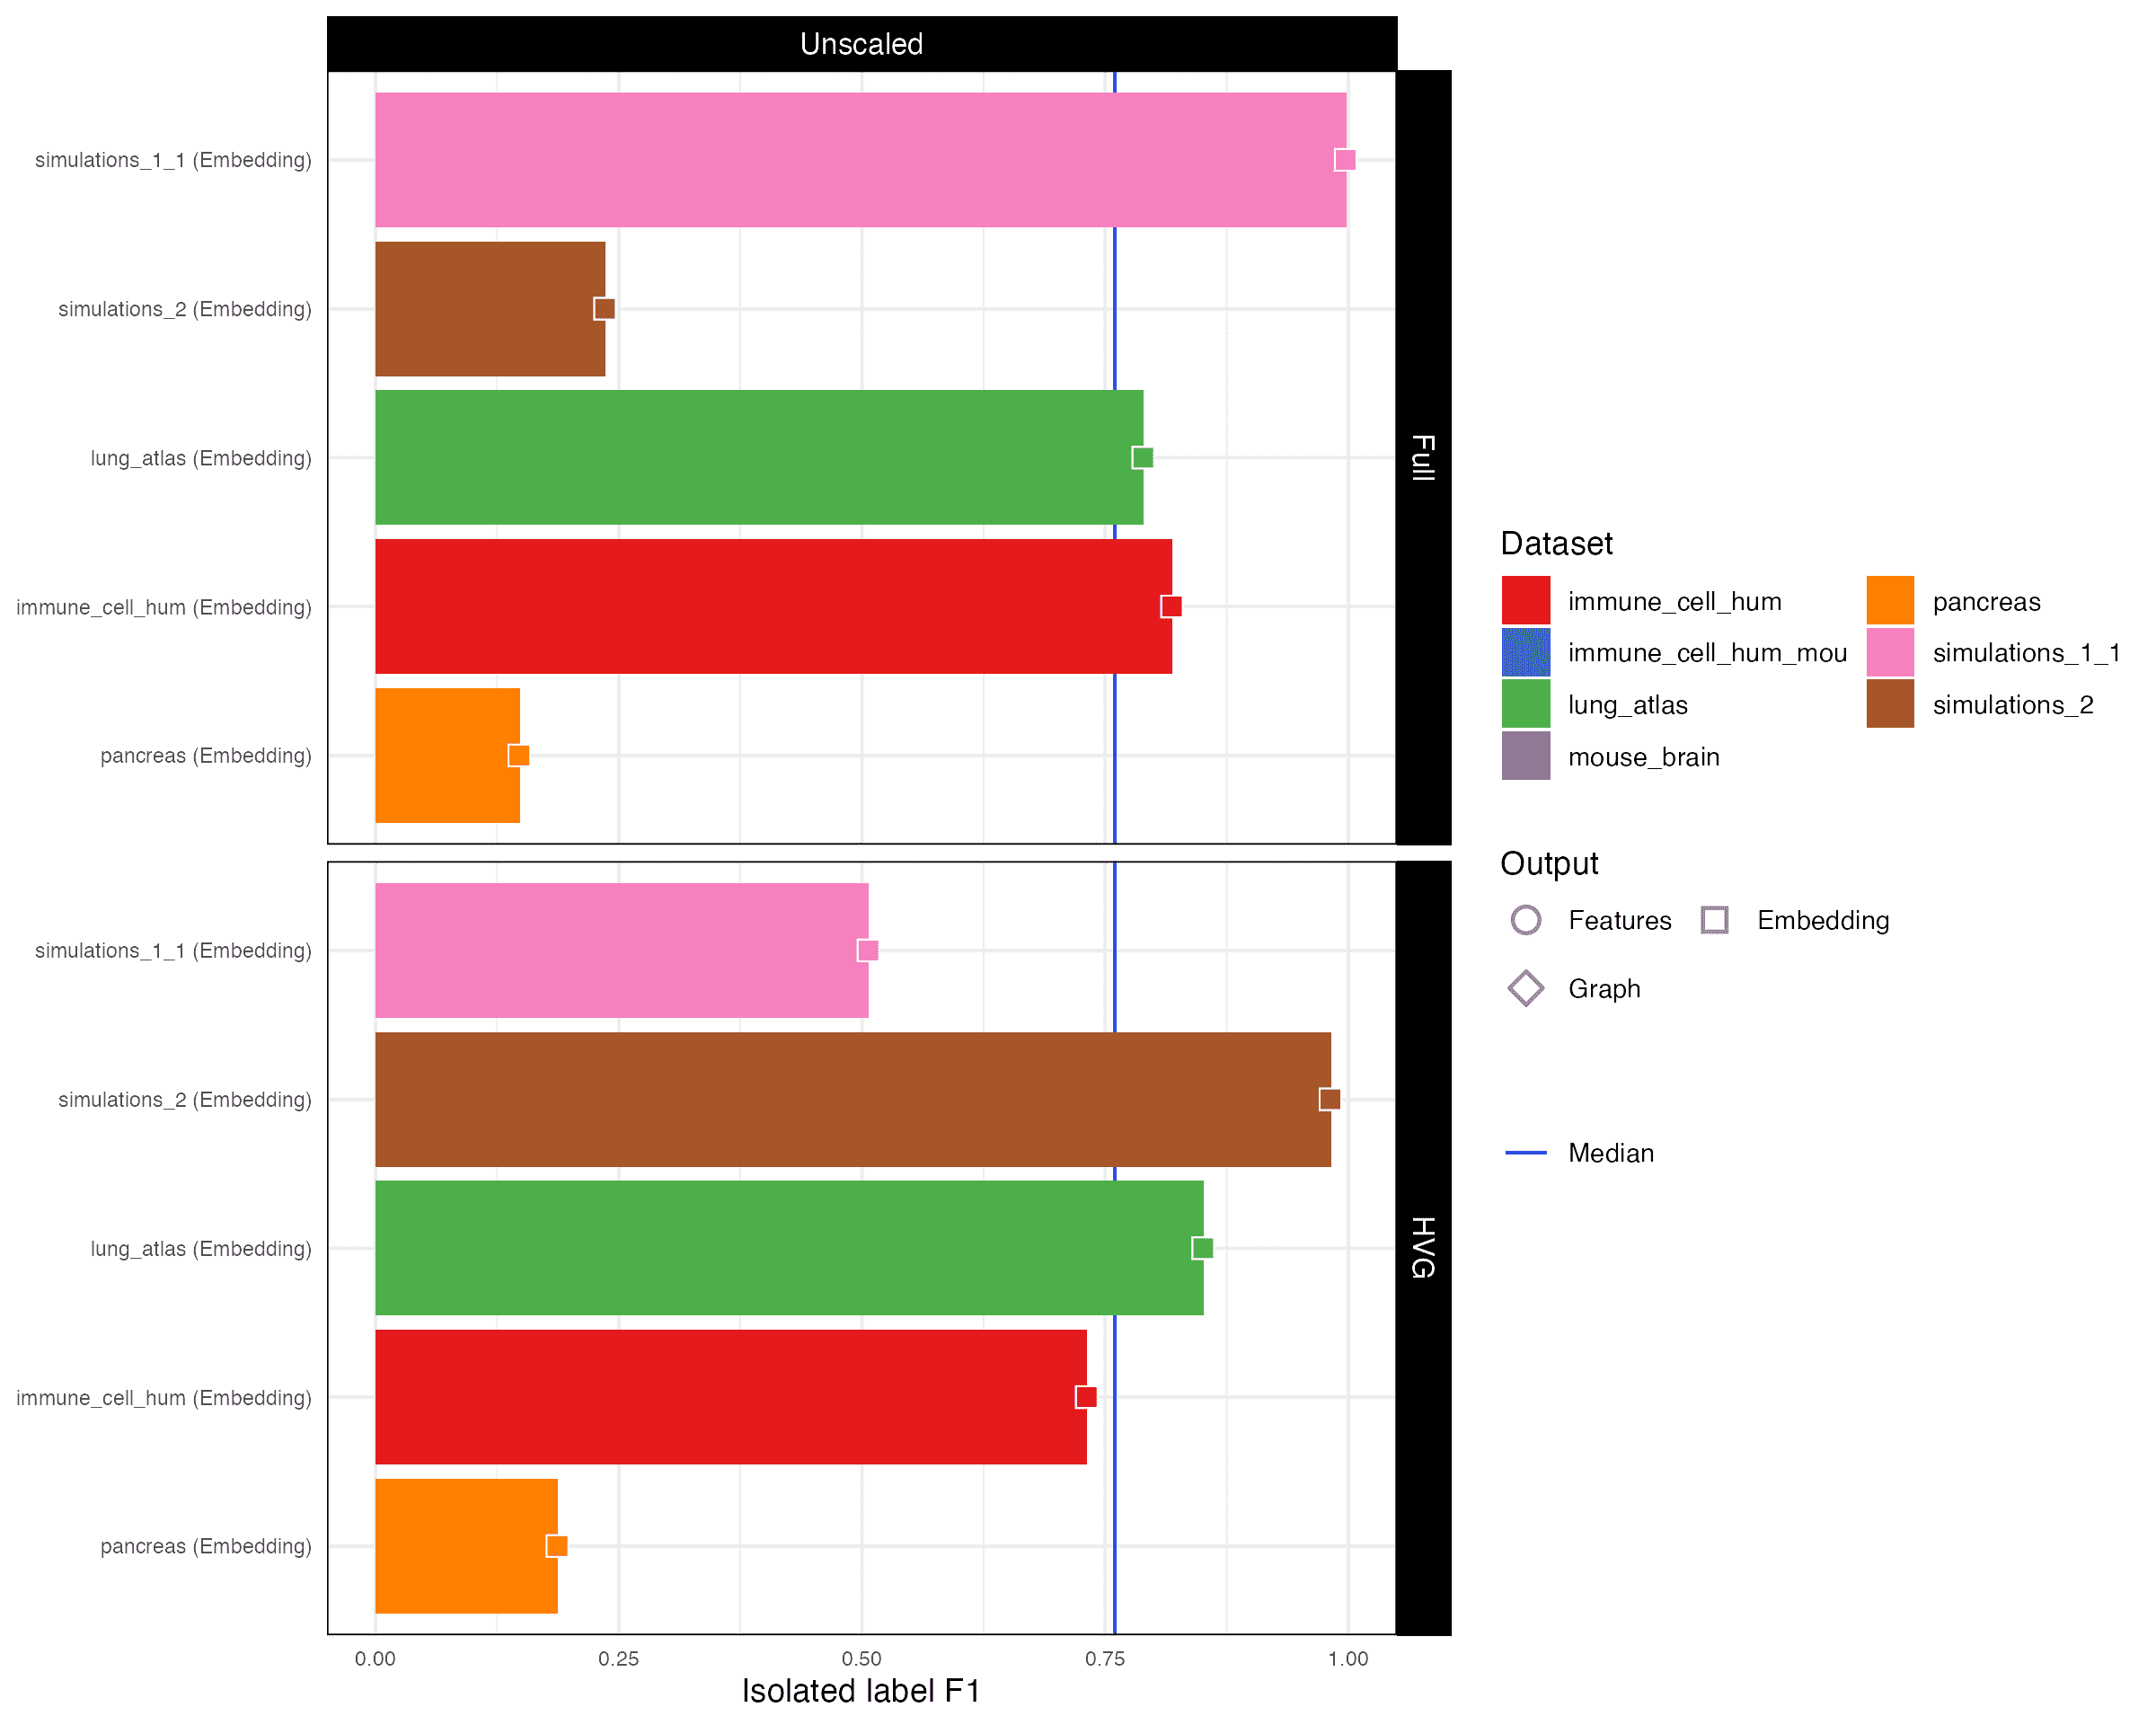 Unscaled
simulations_1_1 (Embedding)
simulations_2 (Embedding)
lung_atlas (Embedding)
immune_cell_hum (Embedding)
pancreas (Embedding)
Full
simulations_1_1 (Embedding)
simulations_2 (Embedding)
lung_atlas (Embedding)
immune_cell_hum (Embedding)
pancreas (Embedding)
HVG
0.00 0.25 0.50 0.75 1.00
Isolated label F1
Dataset
immune_cell_hum pancreas
immune_cell_hum_mou simulations_1_1
lung_atlas simulations_2
mouse_brain
Output
Features Embedding
Graph
Median